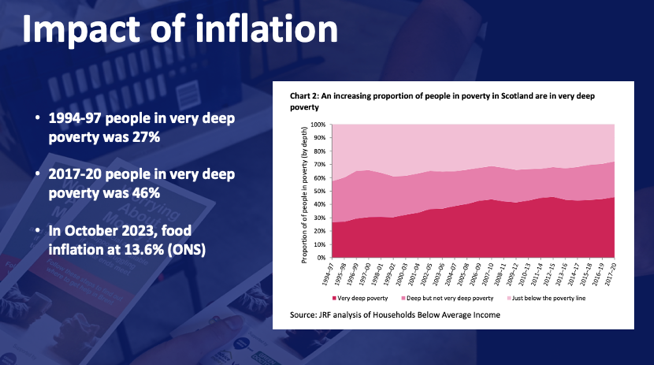 Impact of inflation
• 1994-97 people in very deep
poverty was 27%
• 2017-20 people in very deep
poverty was 46%
• In October 2023, food
inflation at 13.6% (ONS)
Chart 2: An increasing proportion of people in poverty in Scotland are in very deep
poverty
Proportion of of people in poverty (by depth)
100%
90%
80%
70%
60%
50%
40%
30%
20%
10%
0%
1994-97
1995-98
1996-99
1997-00
1998-01
1999-02
2000-03
2001-04
2002-05
2003-06
2004-07
2005-08
2006-09
2007-10
2008-11
2009-12
2010-13
2011-14
2012-15
2013-16
2014-17
2015-18
2016-19
2017-20
Very deep poverty
Deep but not very deep poverty
Just below the poverty line
Source: JRF analysis of Households Below Average Income